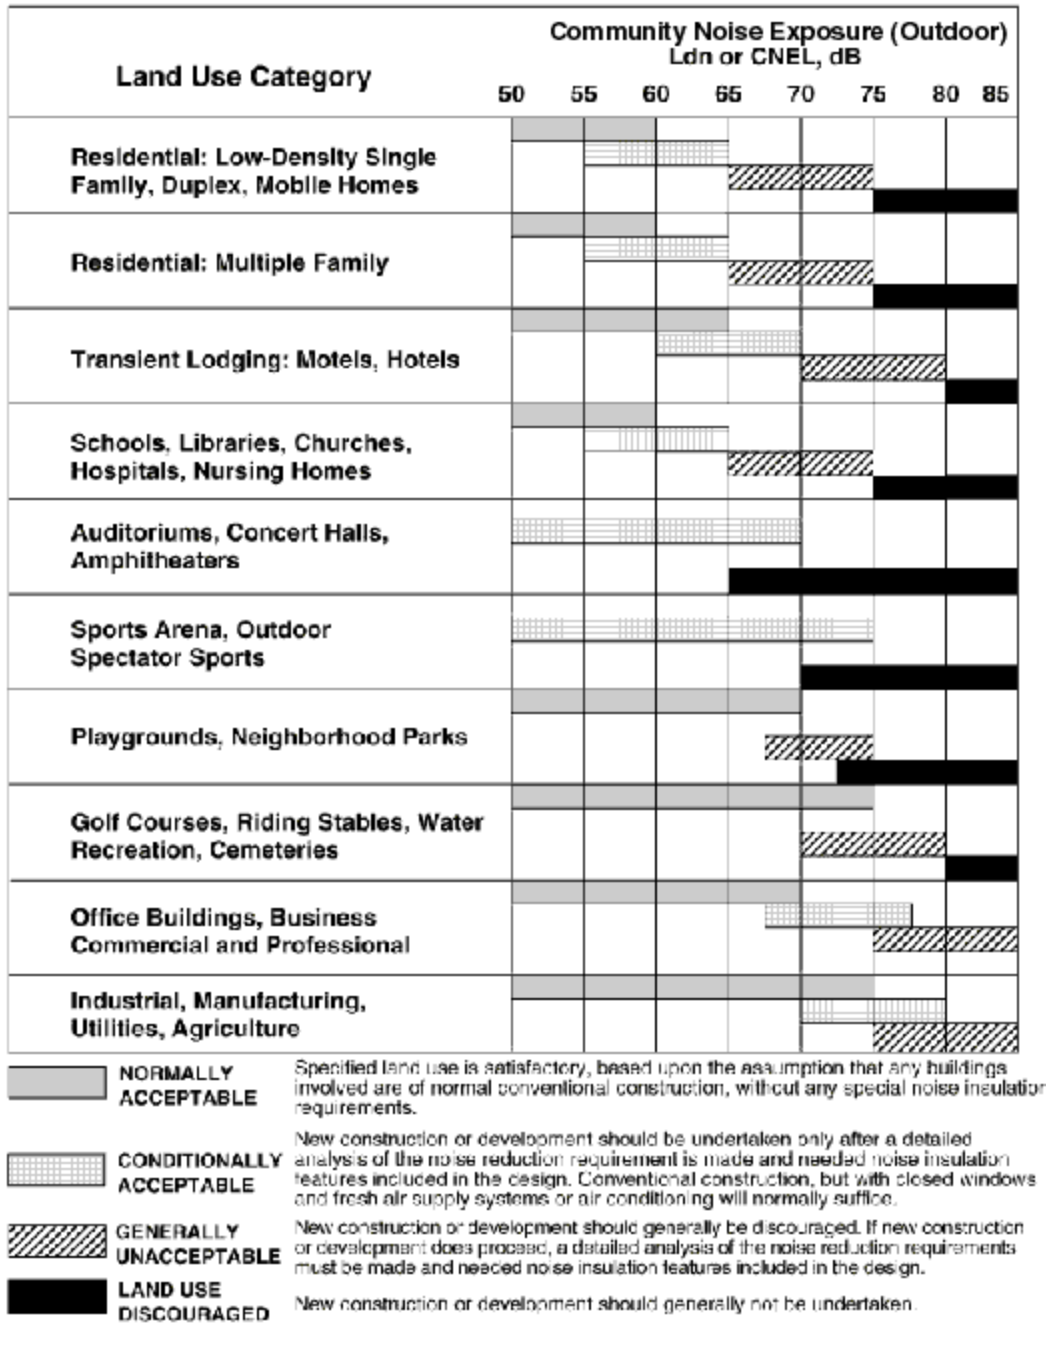 Community Noise Exposure (Outdoor)
Ldn or CNEL, dB
Land Use Category
50 55 60 65 70 75 80 85
Residential: Low-Density Single
Family, Duplex, Mobile Homes
Residential: Multiple Family
Transient Lodging: Motels, Hotels
Schools, Libraries, Churches,
Hospitals, Nursing Homes
Auditoriums, Concert Halls,
Amphitheaters
Sports Arena, Outdoor
Spectator Sports
Playgrounds, Neighborhood Parks
Golf Courses, Riding Stables, Water
Recreation, Cemeteries
Office Buildings, Business
Commercial and Professional
Industrial, Manufacturing,
Utilities, Agriculture
NORMALLY
ACCEPTABLE
Specified land use is satisfactory, based upon the assumption that any buildings
involved are of normal conventional construction, without any special noise insulation
requirements.
CONDITIONALLY
ACCEPTABLE
New construction or development should be undertaken only after a detailed
analysis of the noise reduction requirement is made and needed noise insulation
features included in the design. Conventional construction, but with closed windows
and fresh air supply systems or air conditioning will normally suffice.
GENERALLY
UNACCEPTABLE
New construction or development should generally be discouraged. If new construction
or development does proceed, a detailed analysis of the noise reduction requirements
must be made and needed noise insulation features included in the design.
LAND USE
DISCOURAGED
New construction or development should generally not be undertaken.